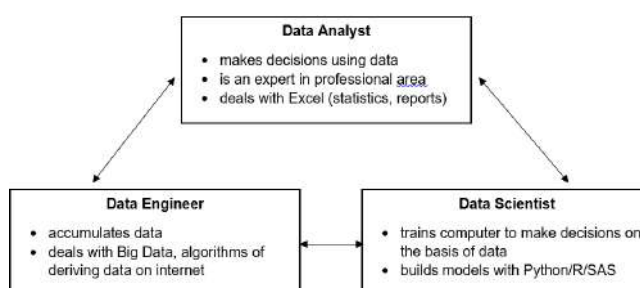 Data Analyst
• makes decisions using data
• is an expert in professional area
• deals with Excel (statistics, reports)
Data Engineer
• accumulates data
• deals with Big Data, algorithms of
deriving data on internet
Data Scientist
• trains computer to make decisions on
the basis of data
• builds models with Python/R/SAS